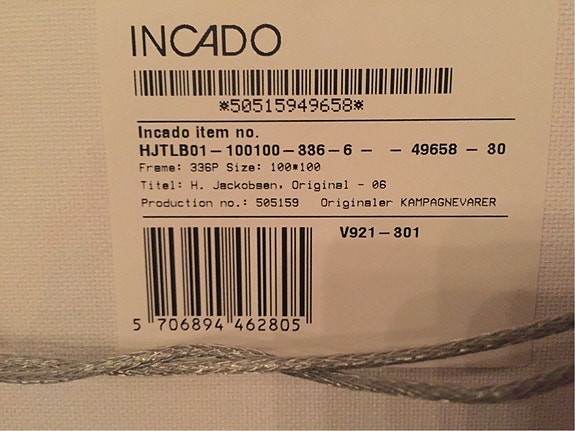 INCADO
*50515949658*
Incado item no.
HJTLB01-100100-336-6 - - 49658 - 30
Frame: 336P Size: 100*100
Titel: H. Jackobsen, Original - 06
Production no.: 505159 Originaler KAMPAGNEVARER
V921-301
5 706894 462805